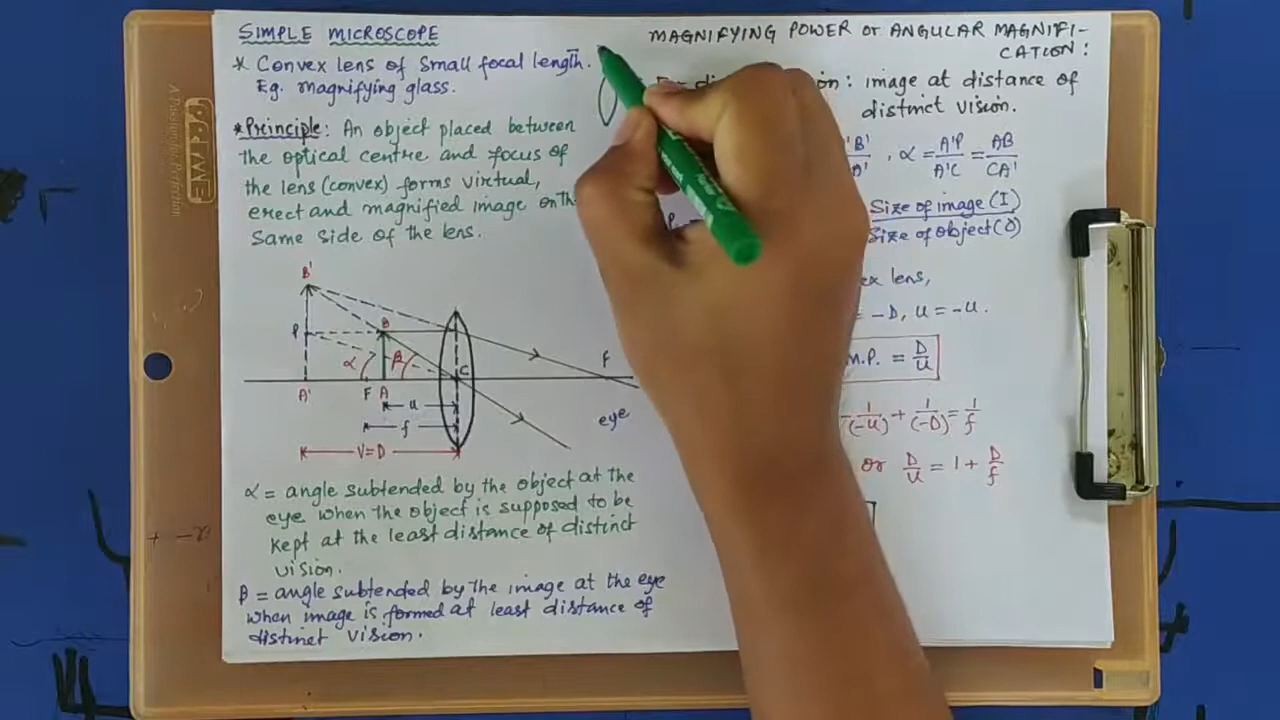 SIMPLE MICROSCOPE
* Convex lens of small focal length.
Eg. magnifying glass.
*Principle: An object placed between
the optical centre and focus of
the lens (convex) forms virtual,
erect and magnified image on the
same side of the lens.
B'
P
B
α
β
C
F
A'
F A
u
f
eye
V=D
α = angle subtended by the object at the
eye when the object is supposed to be
kept at the least distance of distinct
vision.
β = angle subtended by the image at the eye
when image is formed at least distance of
distinct vision.
MAGNIFYING POWER or ANGULAR MAGNIFI-
CATION:
: image at distance of
distinct vision.
, α = A'P/A'C = AB/CA'
Size of image (I)
Size of object (O)
lens,
= -D, u = -u.
M.P. = D/u
1/(-u) + 1/(-D) = 1/f
or D/u = 1 + D/f
+ -20